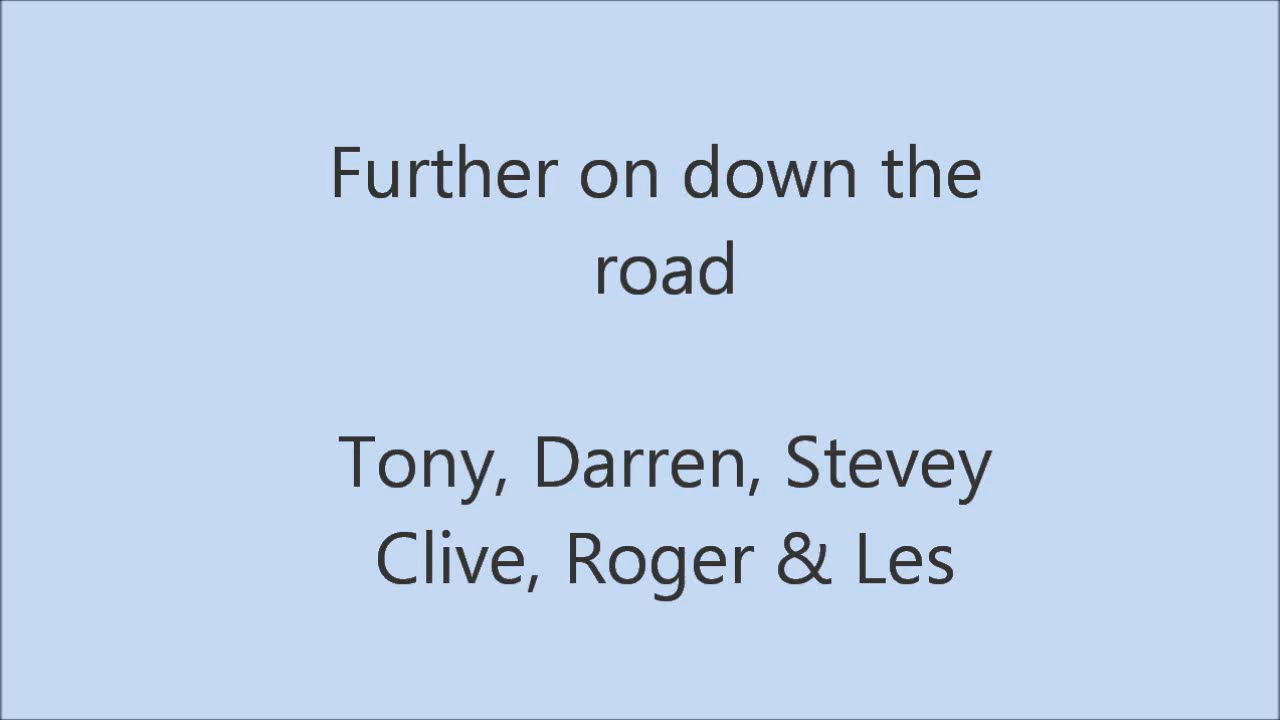 Further on down the
road
Tony, Darren, Stevey
Clive, Roger & Les